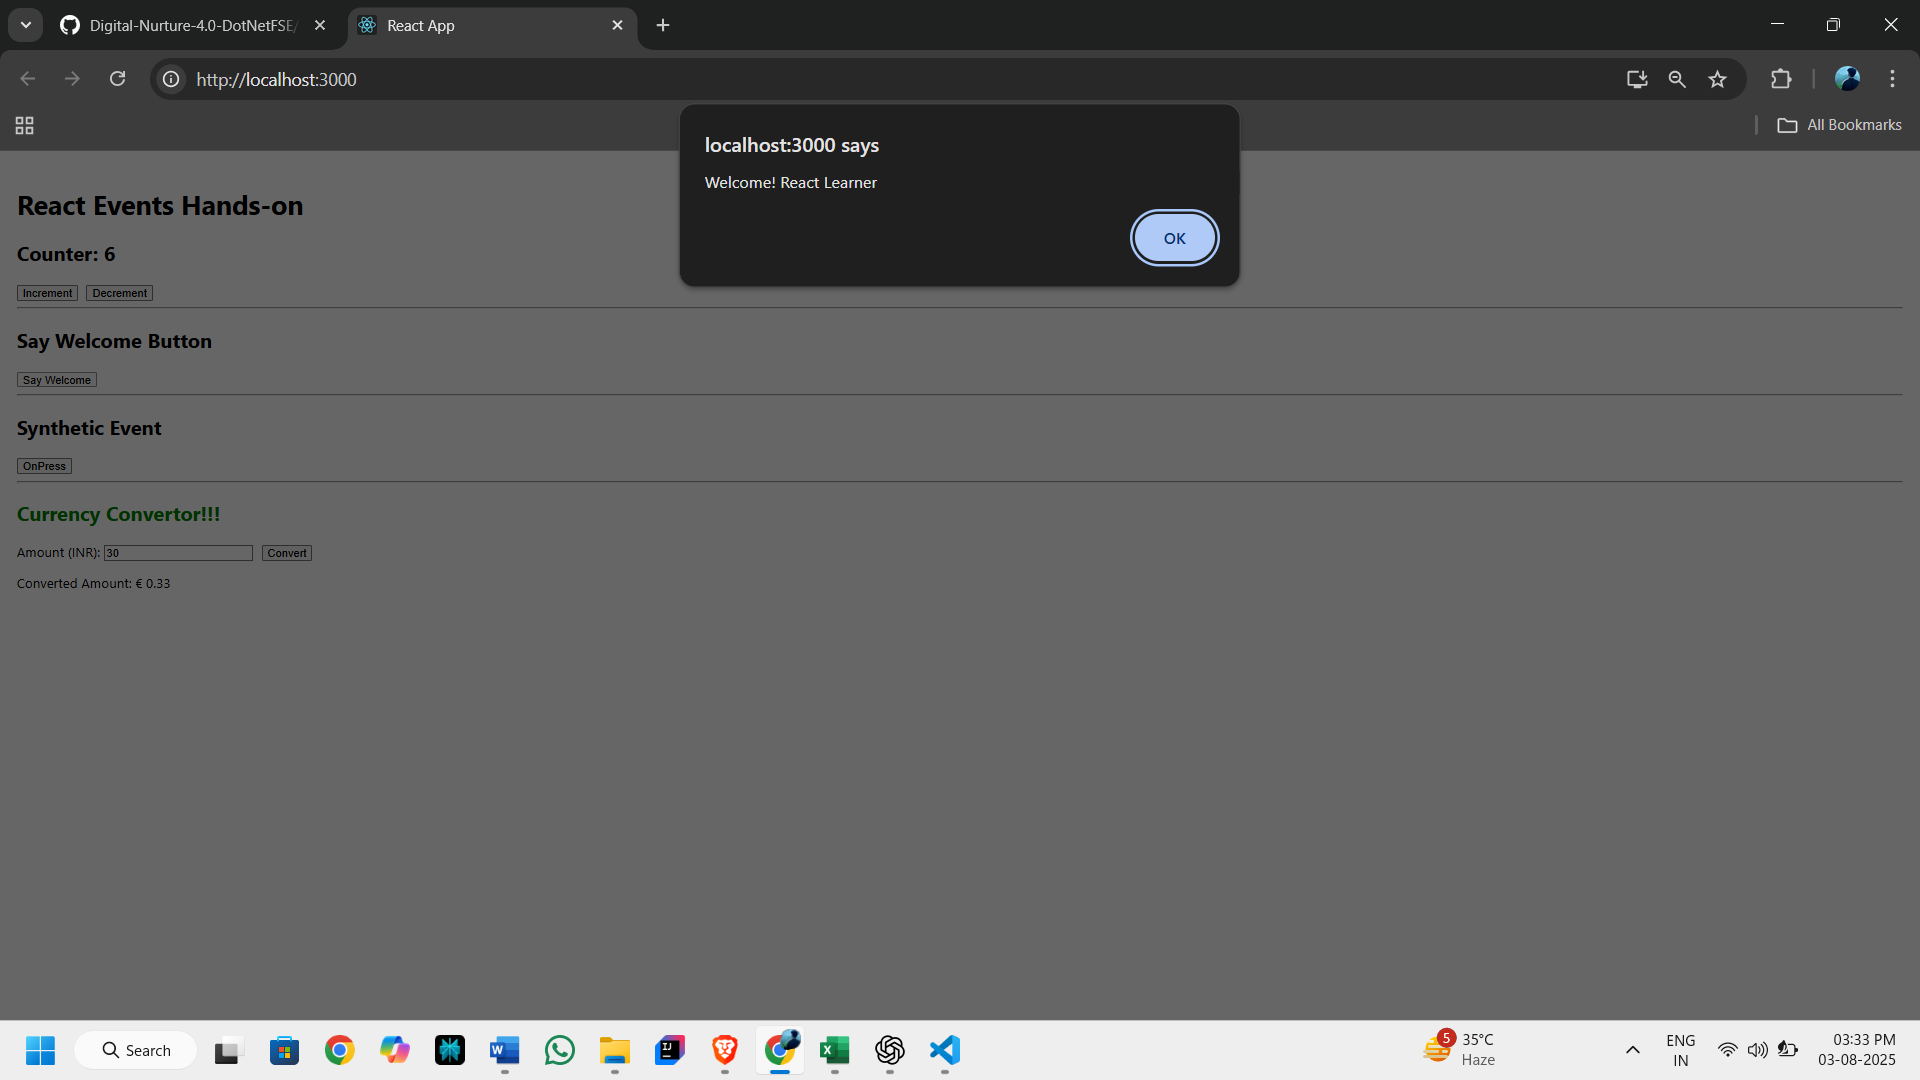 Digital-Nurture-4.0-DotNetFSE/
React App
http://localhost:3000
All Bookmarks
localhost:3000 says
Welcome! React Learner
OK
React Events Hands-on
Counter: 6
Increment Decrement
Say Welcome Button
Say Welcome
Synthetic Event
OnPress
Currency Convertor!!!
Amount (INR): 30 Convert
Converted Amount: € 0.33
Search
5
35°C
Haze
ENG
IN
03:33 PM
03-08-2025